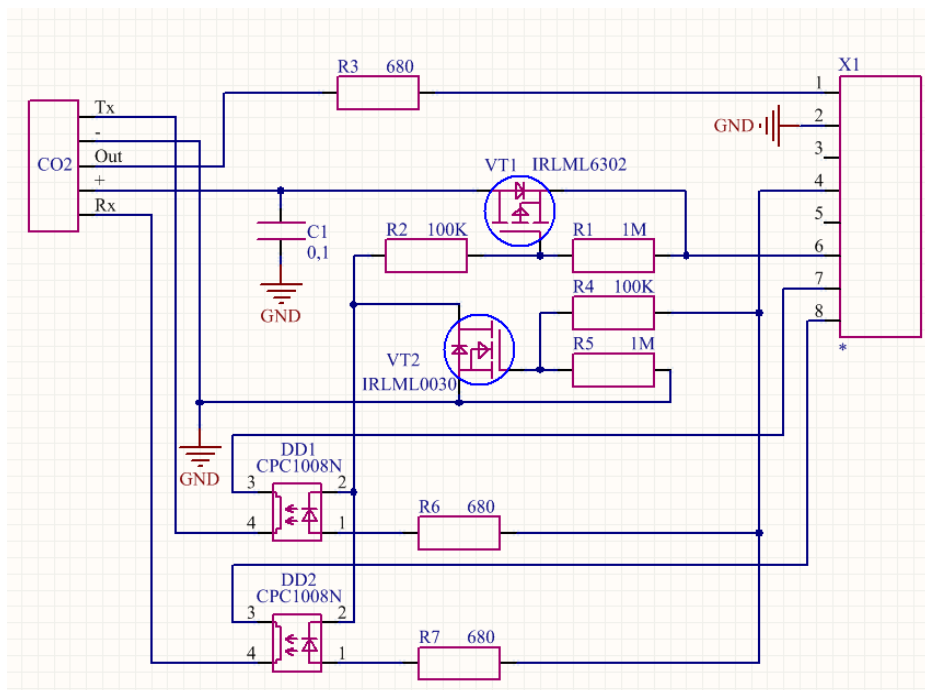 R3 680
X1
1
Tx
2
-
GND
CO2
Out
3
VT1 IRLML6302
+
4
Rx
5
C1
0,1
R2 100K
R1 1M
6
GND
R4 100K
7
8
VT2
IRLML0030
R5 1M
*
GND
DD1
CPC1008N
3
2
R6 680
4
1
DD2
CPC1008N
3
2
R7 680
4
1